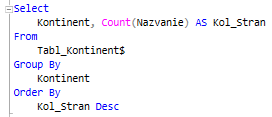 Select
Kontinent, Count(Nazvanie) AS Kol_Stran
From
Tabl_Kontinent$
Group By
Kontinent
Order By
Kol_Stran Desc